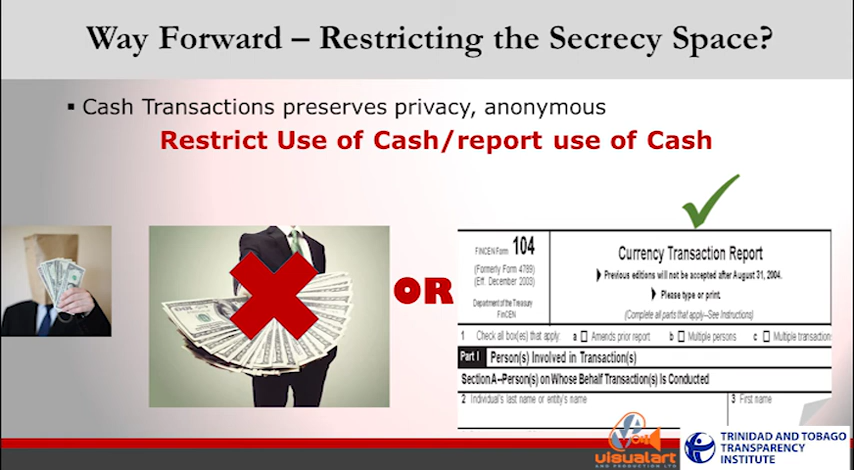 Way Forward – Restricting the Secrecy Space?
▪ Cash Transactions preserves privacy, anonymous
Restrict Use of Cash/report use of Cash
OR
FinCEN Form 104
(Formerly Form 4789)
(Eff. December 2003)
Department of the Treasury
FinCEN
Currency Transaction Report
Previous editions will not be accepted after August 31, 2004.
Please type or print.
(Complete all parts that apply--See Instructions)
1 Check all box(es) that apply: a Amends prior report b Multiple persons c Multiple transaction
Part I Person(s) Involved in Transaction(s)
Section A--Person(s) on Whose Behalf Transaction(s) Is Conducted
2 Individual's last name or entity's name 3 First name
visualart
AND PRODUCTION LTD
TRINIDAD AND TOBAGO
TRANSPARENCY
INSTITUTE